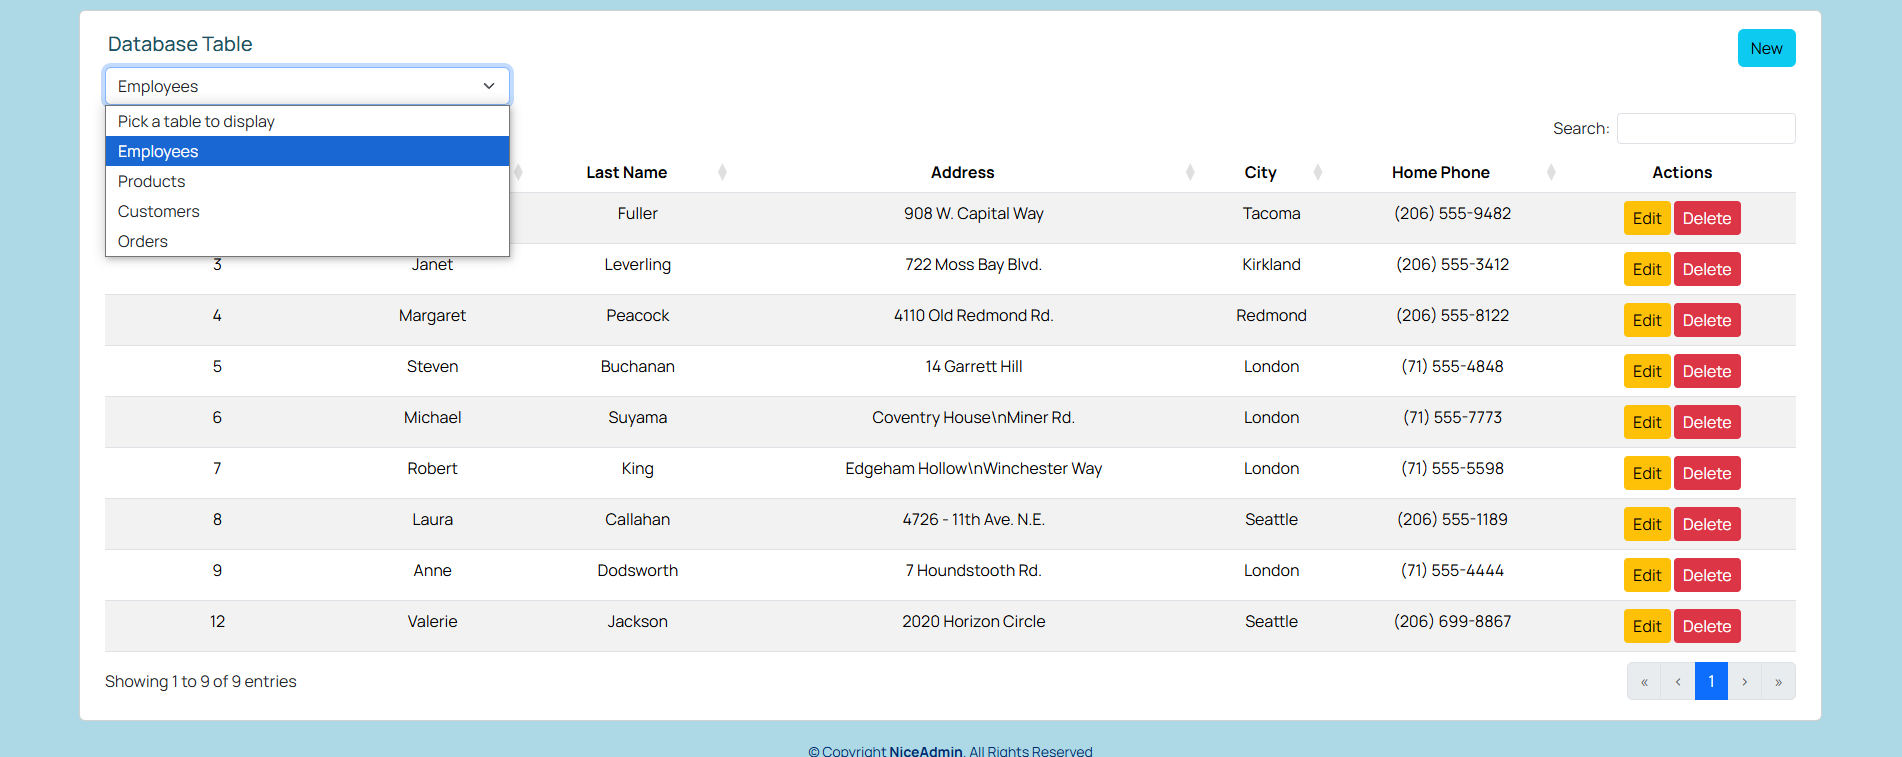 Database Table
New
Employees
Pick a table to display
Employees
Products
Customers
Orders
Search:
Last Name Address City Home Phone Actions
Fuller 908 W. Capital Way Tacoma (206) 555-9482 Edit Delete
3 Janet Leverling 722 Moss Bay Blvd. Kirkland (206) 555-3412 Edit Delete
4 Margaret Peacock 4110 Old Redmond Rd. Redmond (206) 555-8122 Edit Delete
5 Steven Buchanan 14 Garrett Hill London (71) 555-4848 Edit Delete
6 Michael Suyama Coventry House\nMiner Rd. London (71) 555-7773 Edit Delete
7 Robert King Edgeham Hollow\nWinchester Way London (71) 555-5598 Edit Delete
8 Laura Callahan 4726 - 11th Ave. N.E. Seattle (206) 555-1189 Edit Delete
9 Anne Dodsworth 7 Houndstooth Rd. London (71) 555-4444 Edit Delete
12 Valerie Jackson 2020 Horizon Circle Seattle (206) 699-8867 Edit Delete
Showing 1 to 9 of 9 entries
« ‹ 1 › »
© Copyright NiceAdmin. All Rights Reserved